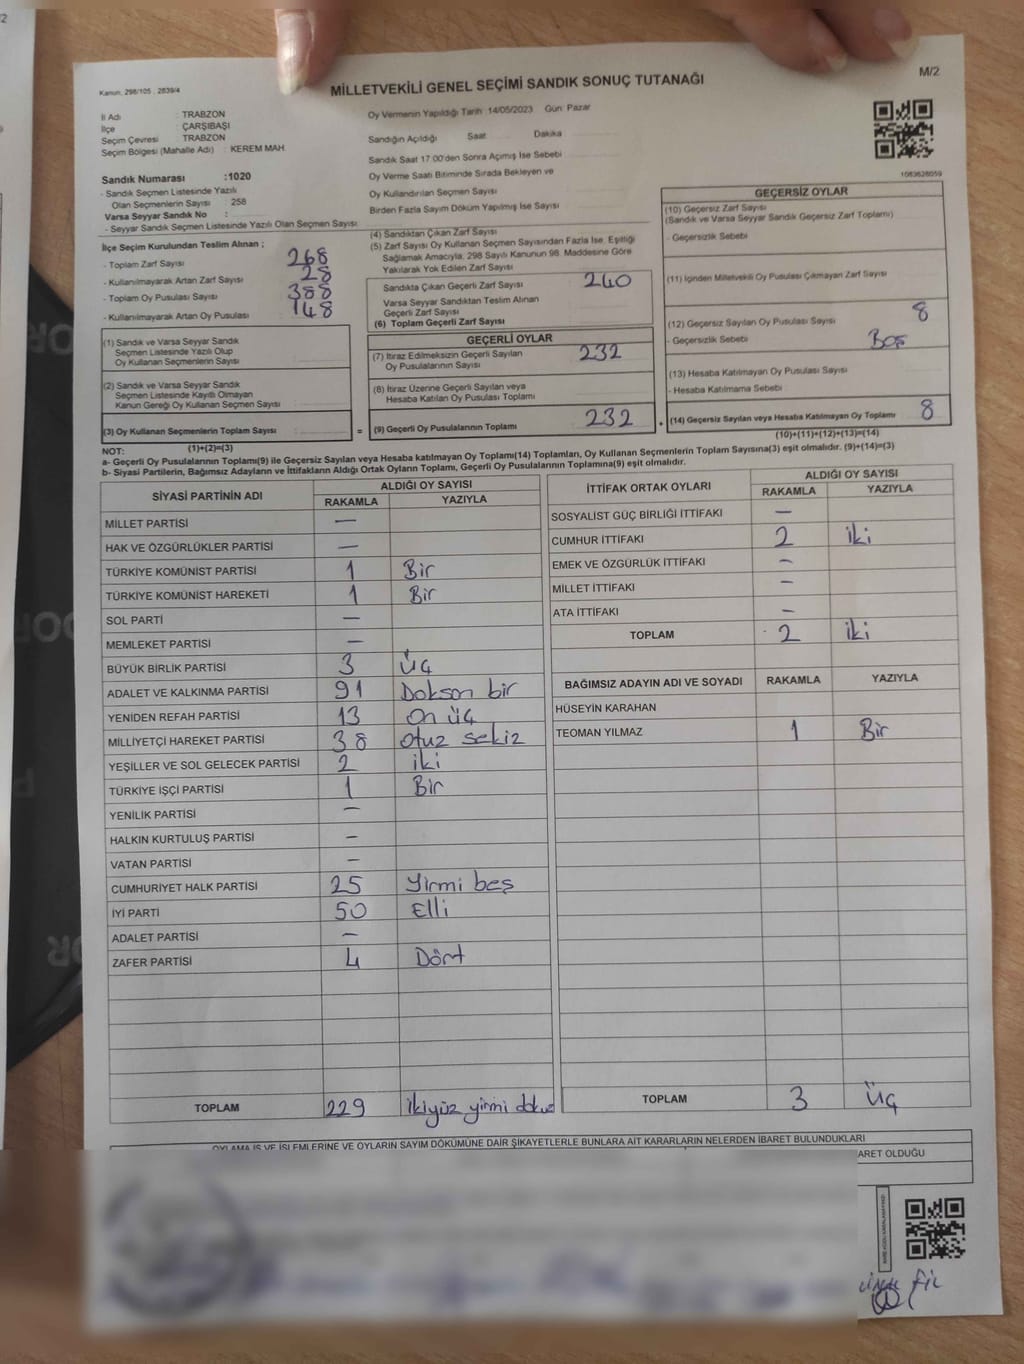 M/2
Kanun, 298/105, 2839/4
MİLLETVEKİLİ GENEL SEÇİMİ SANDIK SONUÇ TUTANAĞI
İl Adı : TRABZON
İlçe : ÇARŞIBAŞI
Seçim Çevresi : TRABZON
Seçim Bölgesi (Mahalle Adı) : KEREM MAH.
Sandık Numarası :1020
- Sandık Seçmen Listesinde Yazılı
Olan Seçmenlerin Sayısı : 258
Varsa Seyyar Sandık No :
- Seyyar Sandık Seçmen Listesinde Yazılı Olan Seçmen Sayısı :
Oy Vermenin Yapıldığı Tarih :14/05/2023 Gün: Pazar
Sandığın Açıldığı Saat Dakika
Sandık Saat 17:00'den Sonra Açımış İse Sebebi
Oy Verme Saati Bitiminde Sırada Bekleyen ve
Oy Kullandırılan Seçmen Sayısı
Birden Fazla Sayım Döküm Yapılmış İse Sayısı
1083628059
İlçe Seçim Kurulundan Teslim Alınan ;
- Toplam Zarf Sayısı 268
- Kullanılmayarak Artan Zarf Sayısı 28
- Toplam Oy Pusulası Sayısı 388
- Kullanılmayarak Artan Oy Pusulası 148
(4) Sandıktan Çıkan Zarf Sayısı
(5) Zarf Sayısı Oy Kullanan Seçmen Sayısından Fazla İse, Eşitliği
Sağlamak Amacıyla, 298 Sayılı Kanunun 98. Maddesine Göre
Yakılarak Yok Edilen Zarf Sayısı
Sandıkta Çıkan Geçerli Zarf Sayısı 240
Varsa Seyyar Sandıktan Teslim Alınan
Geçerli Zarf Sayısı
(6) Toplam Geçerli Zarf Sayısı
GEÇERSİZ OYLAR
(10) Geçersiz Zarf Sayısı
(Sandık ve Varsa Seyyar Sandık Geçersiz Zarf Toplamı)
- Geçersizlik Sebebi
(11) İçinden Milletvekili Oy Pusulası Çıkmayan Zarf Sayısı
(12) Geçersiz Sayılan Oy Pusulası Sayısı 8
- Geçersizlik Sebebi Boş
(13) Hesaba Katılmayan Oy Pusulası Sayısı
- Hesaba Katılmama Sebebi
(14) Geçersiz Sayılan veya Hesaba Katılmayan Oy Toplamı 8
(10)+(11)+(12)+(13)=(14)
(1) Sandık ve Varsa Seyyar Sandık
Seçmen Listesinde Yazılı Olup
Oy Kullanan Seçmenlerin Sayısı
(2) Sandık ve Varsa Seyyar Sandık
Seçmen Listesinde Kayıtlı Olmayan
Kanun Gereği Oy Kullanan Seçmen Sayısı
(3) Oy Kullanan Seçmenlerin Toplam Sayısı
(1)+(2)=(3)
=
GEÇERLİ OYLAR
(7) İtiraz Edilmeksizin Geçerli Sayılan
Oy Pusulalarının Sayısı 232
(8) İtiraz Üzerine Geçerli Sayılan veya
Hesaba Katılan Oy Pusulası Toplamı
(9) Geçerli Oy Pusulalarının Toplamı 232
+
NOT:
a- Geçerli Oy Pusulalarının Toplamı(9) ile Geçersiz Sayılan veya Hesaba katılmayan Oy Toplamı(14) Toplamları, Oy Kullanan Seçmenlerin Toplam Sayısına(3) eşit olmalıdır. (9)+(14)=(3)
b- Siyasi Partilerin, Bağımsız Adayların ve İttifakların Aldığı Ortak Oyların Toplamı, Geçerli Oy Pusulalarının Toplamına(9) eşit olmalıdır.
SİYASİ PARTİNİN ADI ALDIĞI OY SAYISI
RAKAMLA YAZIYLA
MİLLET PARTİSİ —
HAK VE ÖZGÜRLÜKLER PARTİSİ —
TÜRKİYE KOMÜNİST PARTİSİ 1 Bir
TÜRKİYE KOMÜNİST HAREKETİ 1 Bir
SOL PARTİ —
MEMLEKET PARTİSİ —
BÜYÜK BİRLİK PARTİSİ 3 Üç
ADALET VE KALKINMA PARTİSİ 91 Doksan bir
YENİDEN REFAH PARTİSİ 13 On üç
MİLLİYETÇİ HAREKET PARTİSİ 38 otuz sekiz
YEŞİLLER VE SOL GELECEK PARTİSİ 2 iki
TÜRKİYE İŞÇİ PARTİSİ 1 Bir
YENİLİK PARTİSİ —
HALKIN KURTULUŞ PARTİSİ —
VATAN PARTİSİ —
CUMHURİYET HALK PARTİSİ 25 Yirmi beş
İYİ PARTİ 50 Elli
ADALET PARTİSİ —
ZAFER PARTİSİ 4 Dört
TOPLAM 229 ikiyüz yirmi dokuz
İTTİFAK ORTAK OYLARI ALDIĞI OY SAYISI
RAKAMLA YAZIYLA
SOSYALİST GÜÇ BİRLİĞİ İTTİFAKI —
CUMHUR İTTİFAKI 2 iki
EMEK VE ÖZGÜRLÜK İTTİFAKI —
MİLLET İTTİFAKI —
ATA İTTİFAKI —
TOPLAM 2 iki
BAĞIMSIZ ADAYIN ADI VE SOYADI RAKAMLA YAZIYLA
HÜSEYİN KARAHAN
TEOMAN YILMAZ 1 Bir
TOPLAM 3 Üç
OYLAMA İŞ VE İŞLEMLERİNE VE OYLARIN SAYIM DÖKÜMÜNE DAİR ŞİKAYETLERLE BUNLARA AİT KARARLARIN NELERDEN İBARET BULUNDUKLARI
ARET OLDUĞU